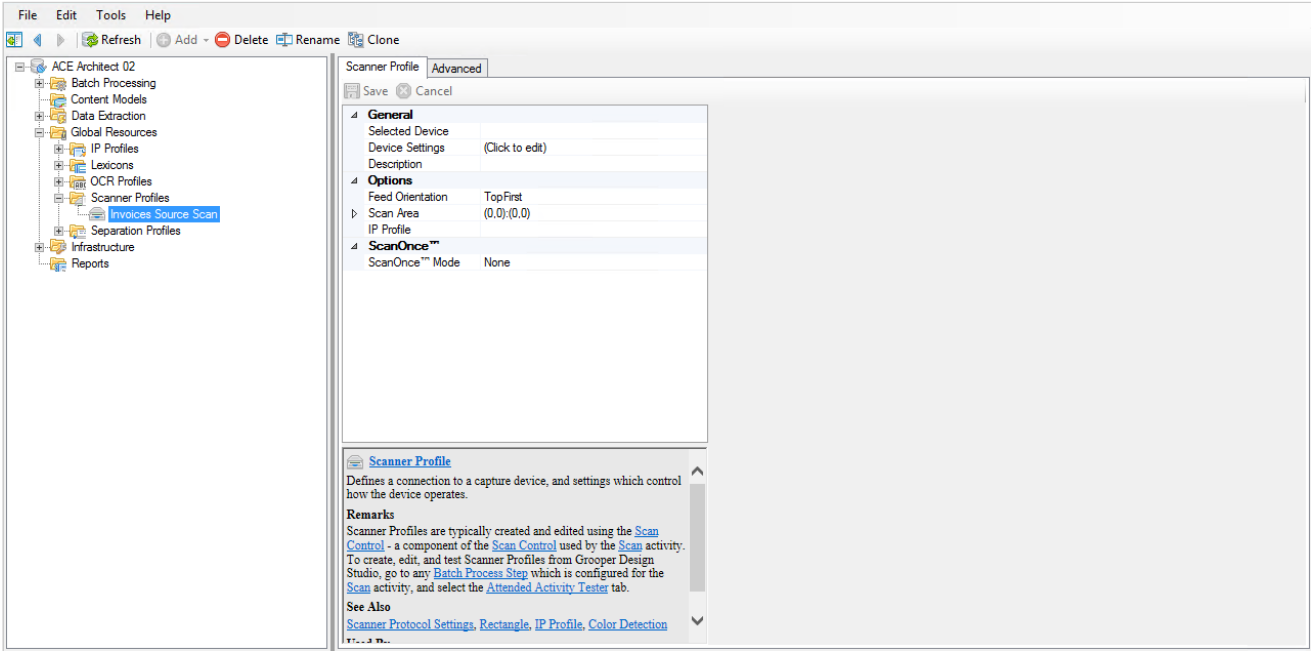 File Edit Tools Help
Refresh Add Delete Rename Clone
ACE Architect 02
Batch Processing
Content Models
Data Extraction
Global Resources
IP Profiles
Lexicons
OCR Profiles
Scanner Profiles
Invoices Source Scan
Separation Profiles
Infrastructure
Reports
Scanner Profile Advanced
Save Cancel
General
Selected Device
Device Settings (Click to edit)
Description
Options
Feed Orientation TopFirst
Scan Area (0,0):(0,0)
IP Profile
ScanOnce™
ScanOnce™ Mode None
Scanner Profile
Defines a connection to a capture device, and settings which control
how the device operates.
Remarks
Scanner Profiles are typically created and edited using the Scan
Control - a component of the Scan Control used by the Scan activity.
To create, edit, and test Scanner Profiles from Grooper Design
Studio, go to any Batch Process Step which is configured for the
Scan activity, and select the Attended Activity Tester tab.
See Also
Scanner Protocol Settings, Rectangle, IP Profile, Color Detection